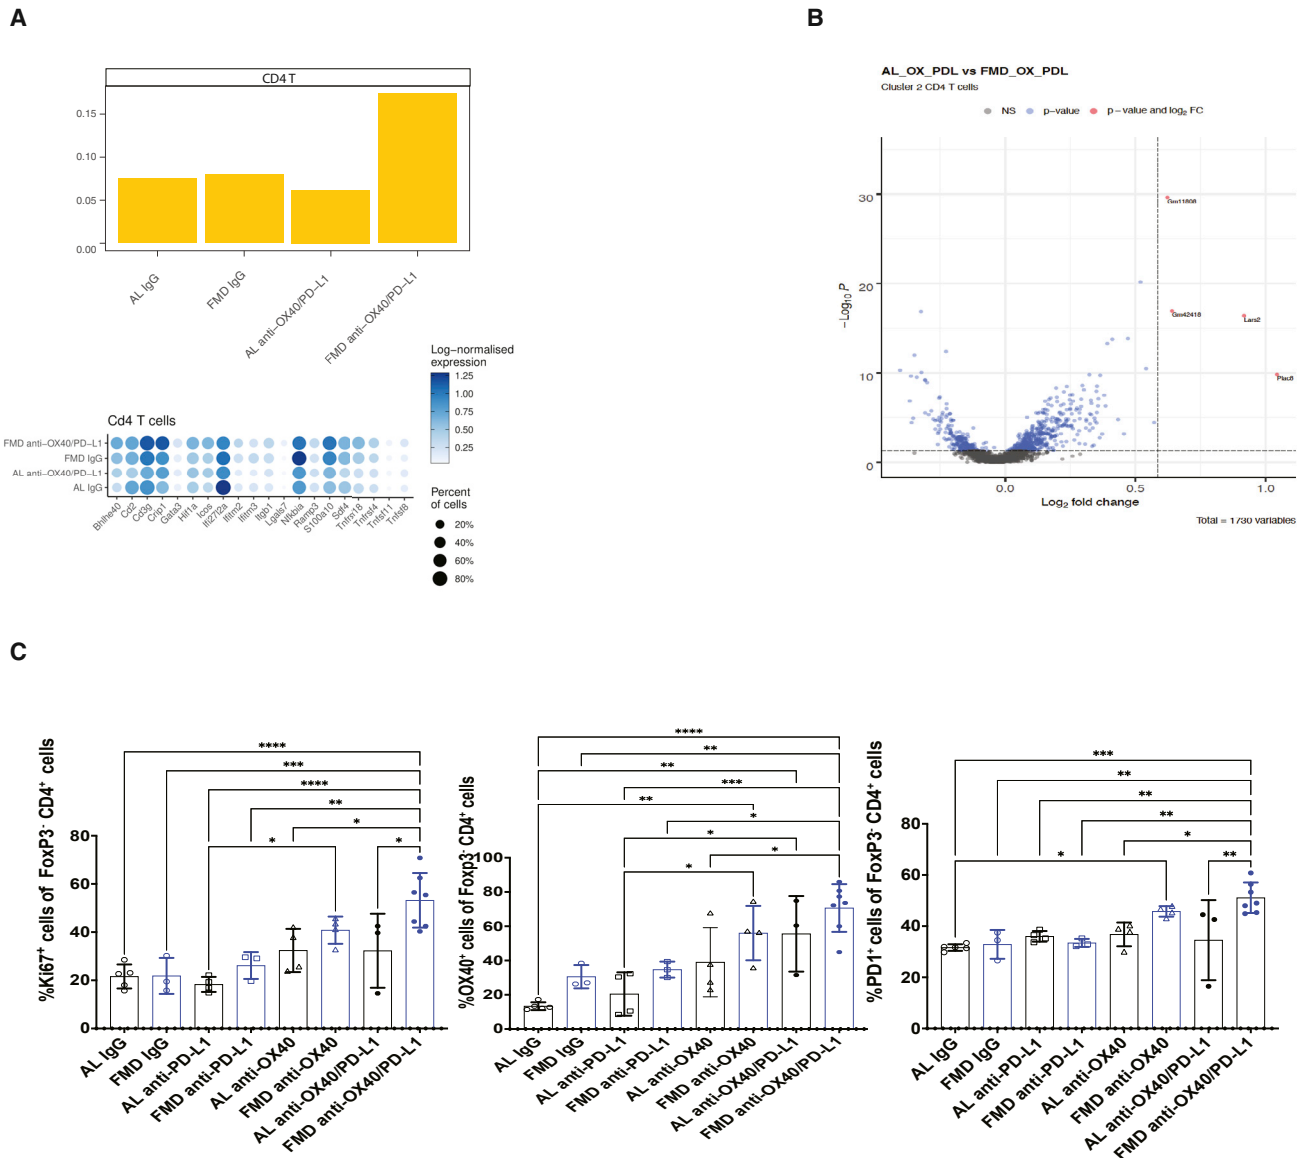 A
CD4 T
0.15
0.10
0.05
0.00
AL IgG
FMD IgG
AL anti–OX40/PD–L1
FMD anti–OX40/PD–L1
Log–normalised
expression
1.25
1.00
0.75
0.50
0.25
Cd4 T cells
FMD anti–OX40/PD–L1
FMD IgG
AL anti–OX40/PD–L1
AL IgG
Bhlhe40
Cd2
Cd3g
Crip1
Gata3
Hif1a
Icos
Ifi27l2a
Ifitm2
Ifitm3
Itgb1
Lgals7
Nfkbia
Ramp3
S100a10
Sdf4
Tnfrsf18
Tnfrsf4
Tnfsf11
Tnfsf8
Percent
of cells
20%
40%
60%
80%
B
AL_OX_PDL vs FMD_OX_PDL
Cluster 2 CD4 T cells
NS
p–value
p – value and log2 FC
–Log10 P
30
20
10
0
Gm11808
Gm42418
Lars2
Plac8
0.0
0.5
1.0
Log2 fold change
Total = 1730 variables
C
%Ki67+ cells of FoxP3- CD4+ cells
80
60
40
20
0
****
***
****
**
*
*
*
AL IgG
FMD IgG
AL anti-PD-L1
FMD anti-PD-L1
AL anti-OX40
FMD anti-OX40
AL anti-OX40/PD-L1
FMD anti-OX40/PD-L1
%OX40+ cells of Foxp3- CD4+ cells
100
80
60
40
20
0
****
**
**
***
**
*
*
*
*
AL IgG
FMD IgG
AL anti-PD-L1
FMD anti-PD-L1
AL anti-OX40
FMD anti-OX40
AL anti-OX40/PD-L1
FMD anti-OX40/PD-L1
%PD1+ cells of FoxP3- CD4+ cells
80
60
40
20
0
***
**
**
**
*
*
**
AL IgG
FMD IgG
AL anti-PD-L1
FMD anti-PD-L1
AL anti-OX40
FMD anti-OX40
AL anti-OX40/PD-L1
FMD anti-OX40/PD-L1